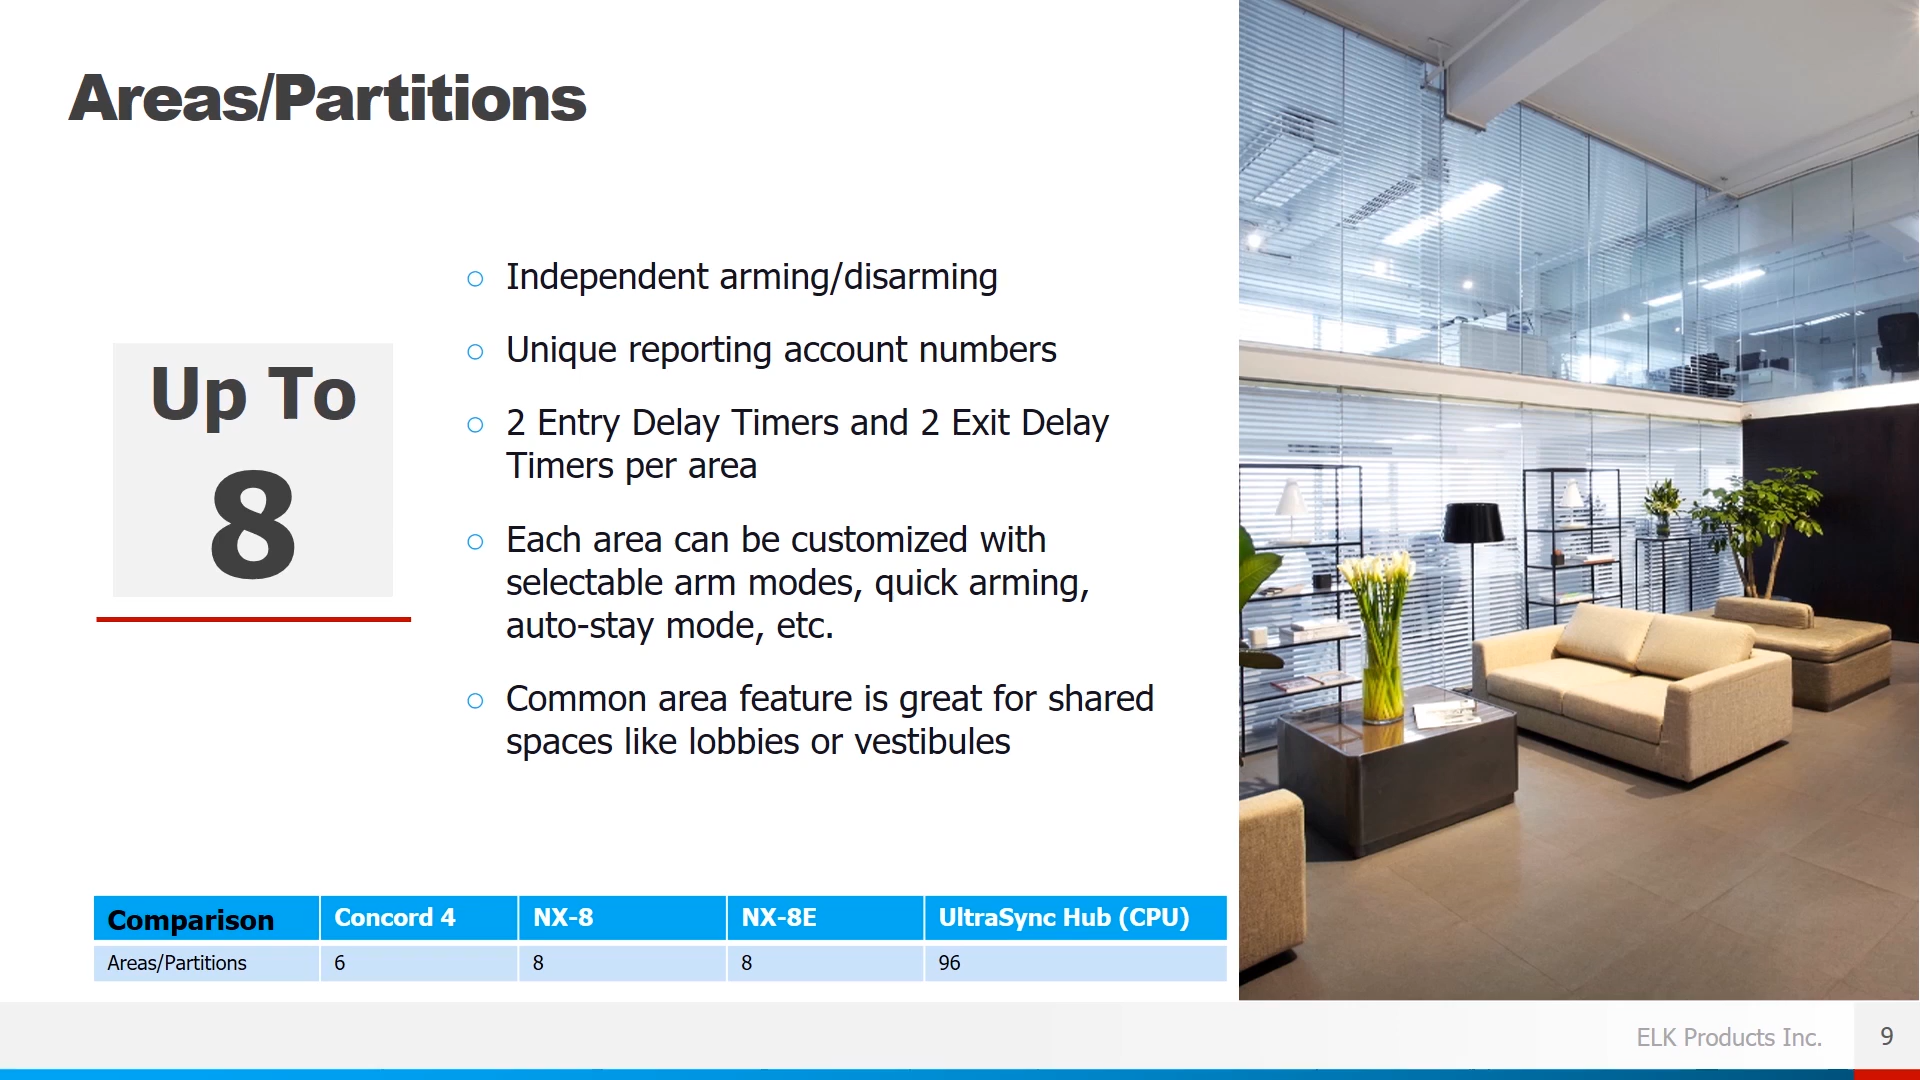 Areas/Partitions
Up To
8
Independent arming/disarming
Unique reporting account numbers
2 Entry Delay Timers and 2 Exit Delay
Timers per area
Each area can be customized with
selectable arm modes, quick arming,
auto-stay mode, etc.
Common area feature is great for shared
spaces like lobbies or vestibules
Comparison Concord 4 NX-8 NX-8E UltraSync Hub (CPU)
Areas/Partitions 6 8 8 96
ELK Products Inc. 9